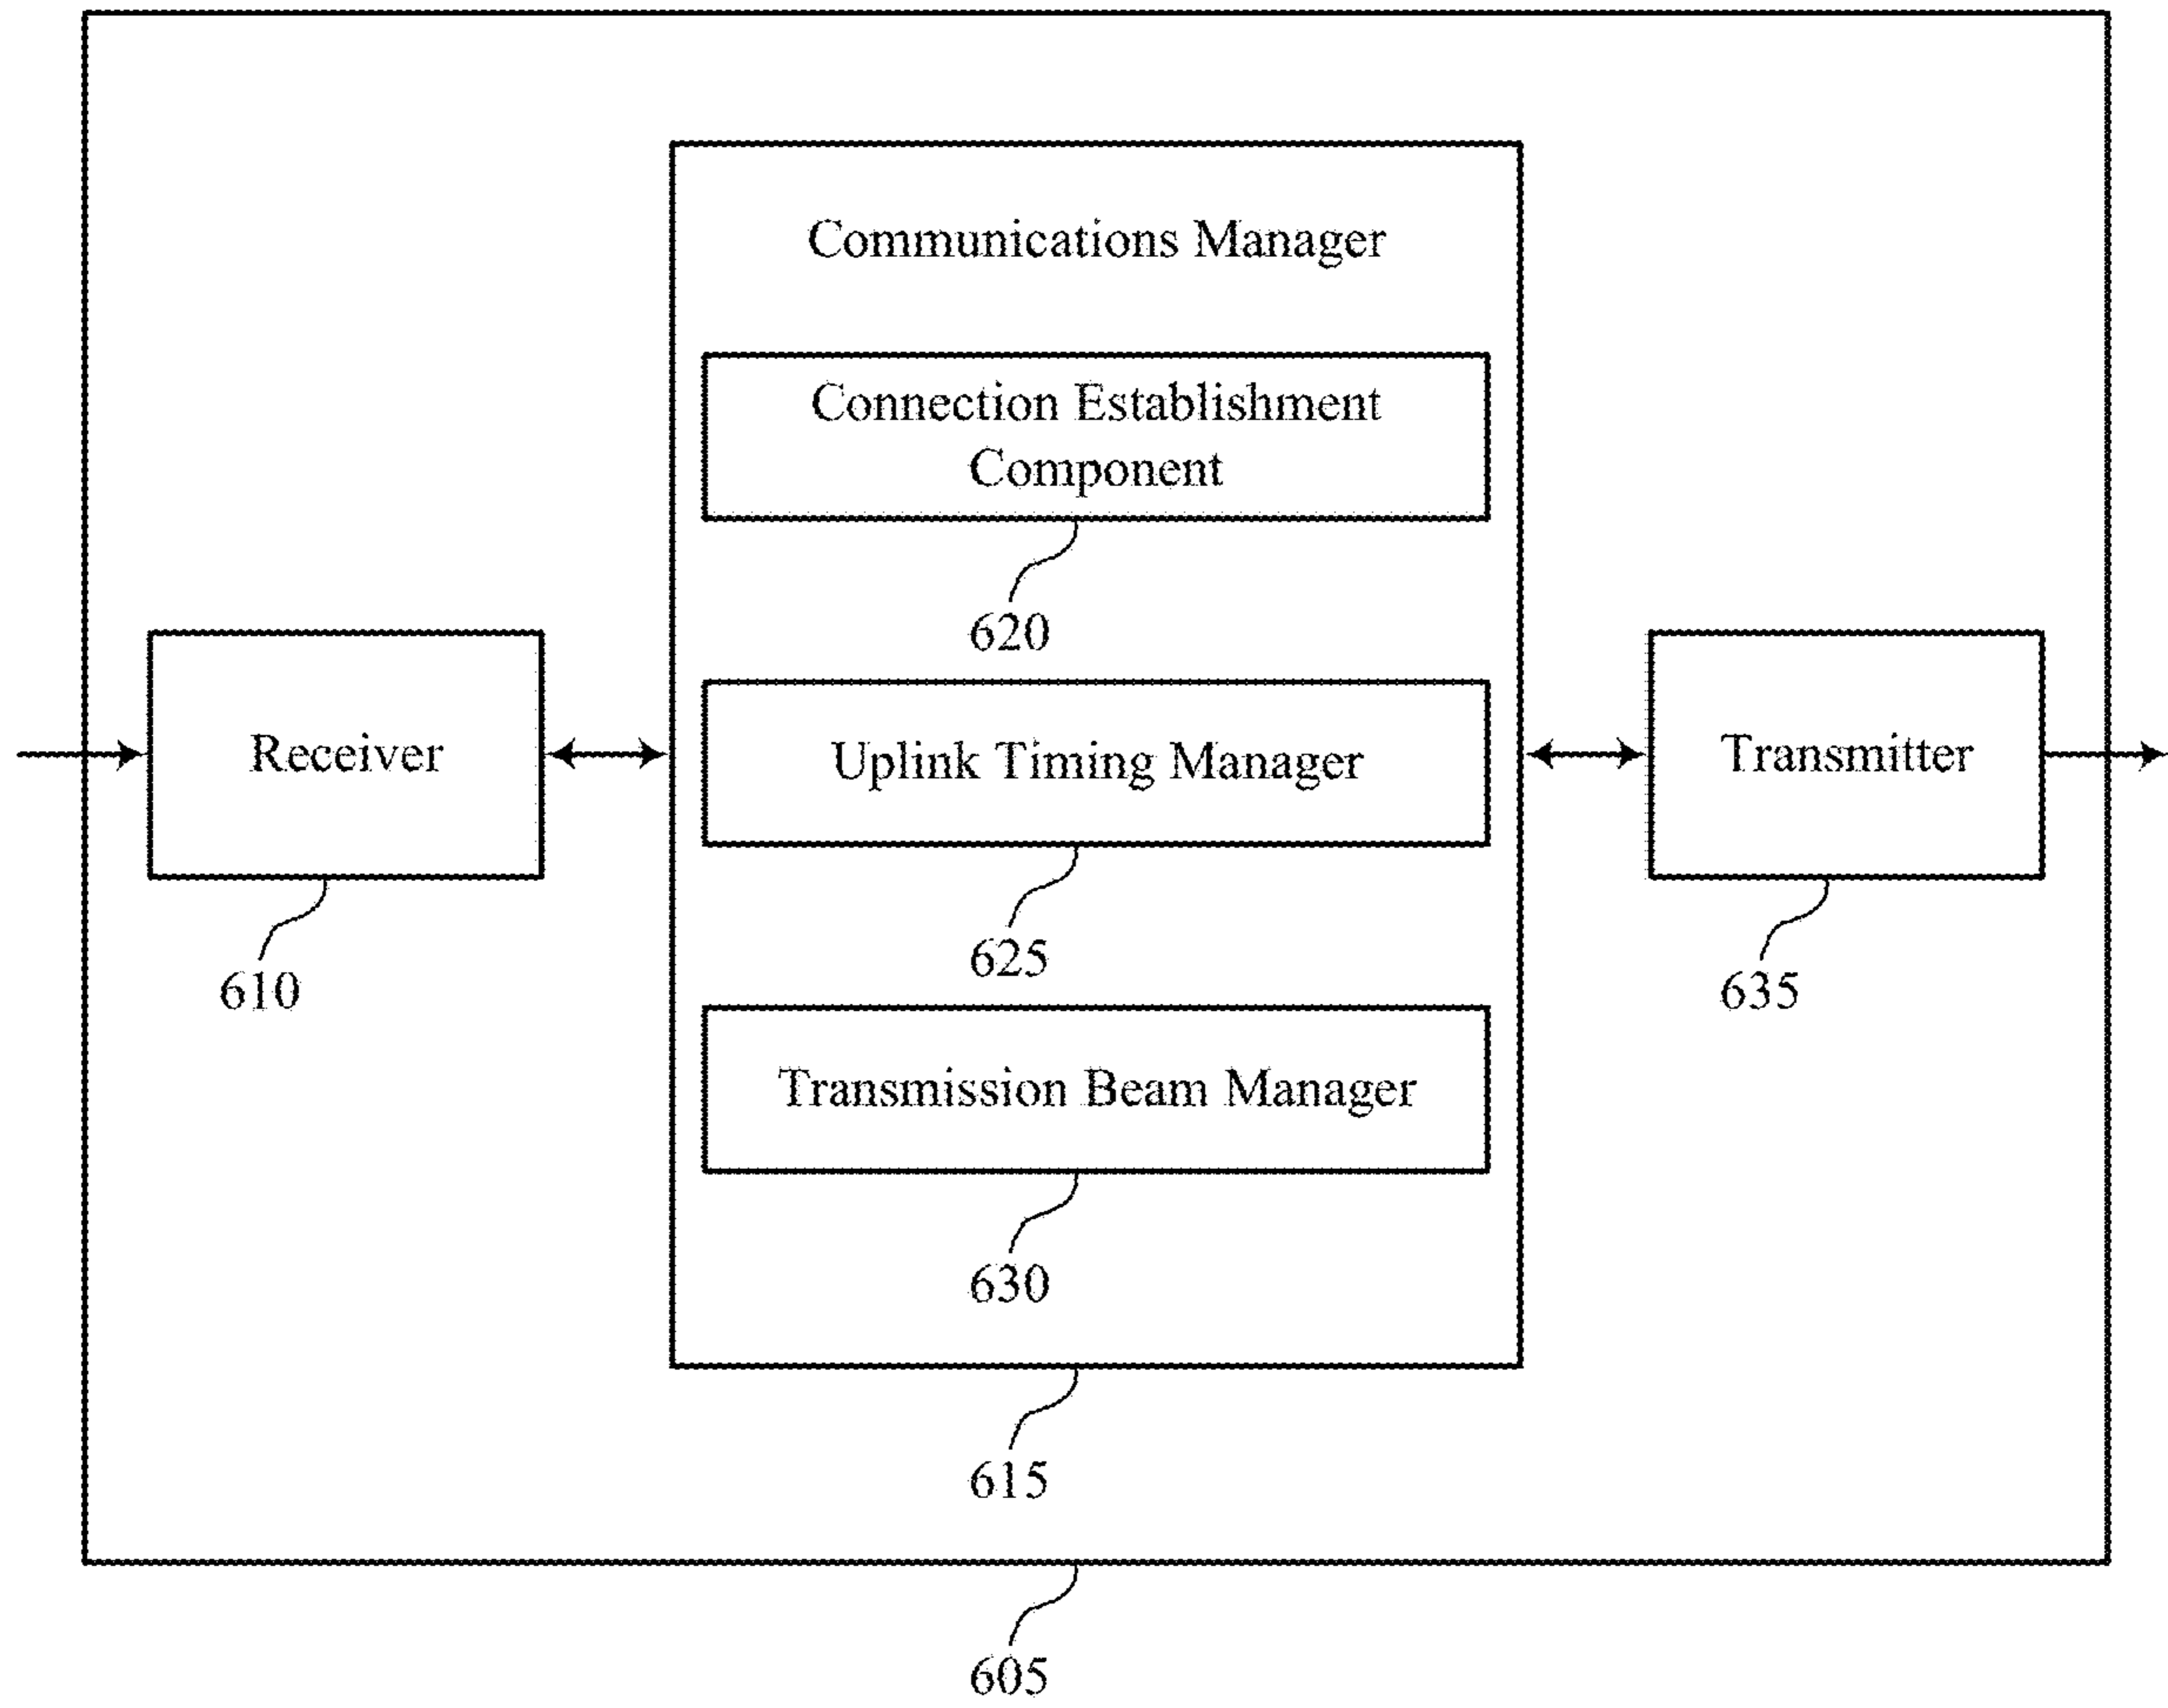 Communications Manager
Connection Establishment
Component
620
Receiver
Uplink Timing Manager
Transmitter
610
625
635
Transmission Beam Manager
630
615
605